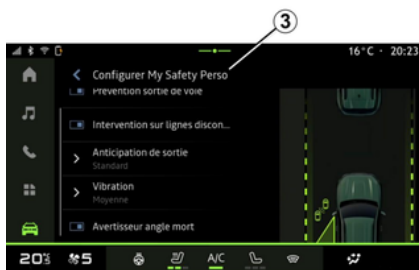 3
16°C · 20:23
Configurer My Safety Perso
Prévention sortie de voie
Intervention sur lignes discon...
Anticipation de sortie
Standard
Vibration
Moyenne
Avertisseur angle mort
20°5 5 A/C